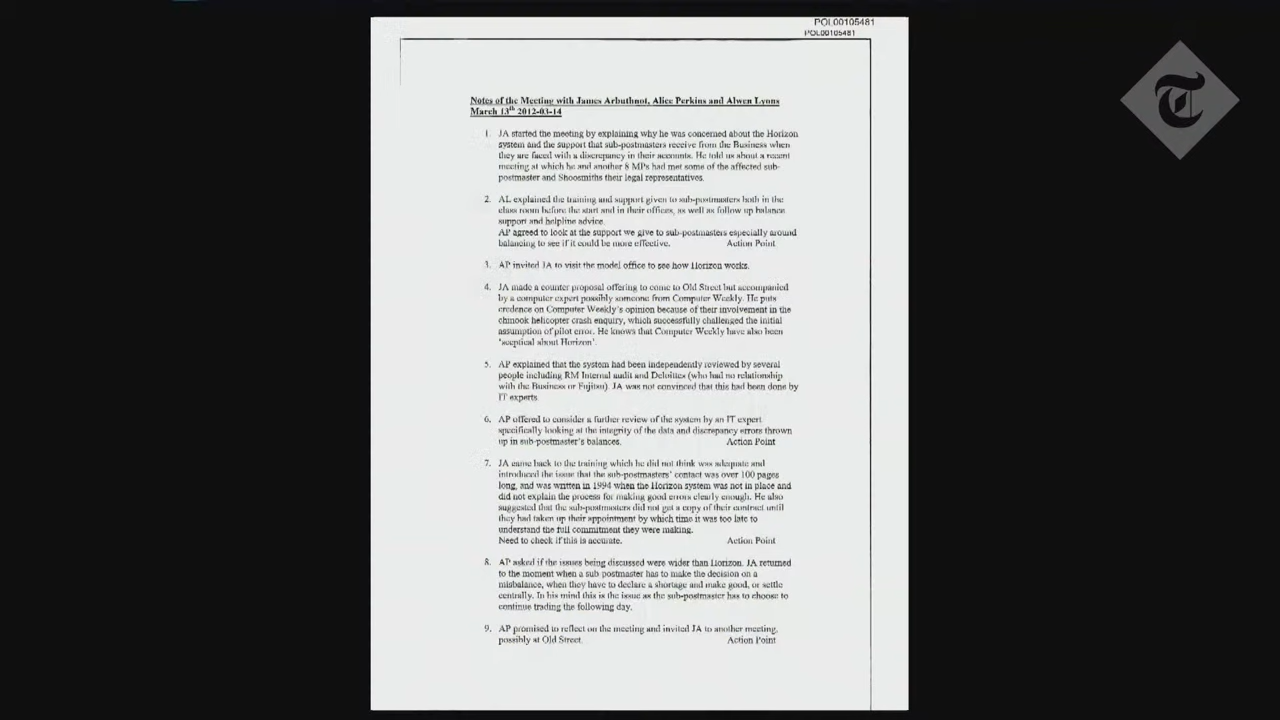 POL00105481
POL00105481
Notes of the Meeting with James Arbuthnot, Alice Perkins and Alwen Lyons
March 13th 2012-03-14
1. JA started the meeting by explaining why he was concerned about the Horizon
system and the support that sub-postmasters receive from the Business when
they are faced with a discrepancy in their accounts. He told us about a recent
meeting at which he and another 8 MPs had met some of the affected sub-
postmaster and Shoosmiths their legal representatives.
2. AL explained the training and support given to sub-postmasters both in the
class room before the start and in their offices, as well as follow up balance
support and helpline advice.
AP agreed to look at the support we give to sub-postmasters especially around
balancing to see if it could be more effective. Action Point
3. AP invited JA to visit the model office to see how Horizon works.
4. JA made a counter proposal offering to come to Old Street but accompanied
by a computer expert possibly someone from Computer Weekly. He puts
credence on Computer Weekly's opinion because of their involvement in the
chinook helicopter crash enquiry, which successfully challenged the initial
assumption of pilot error. He knows that Computer Weekly have also been
'sceptical about Horizon'.
5. AP explained that the system had been independently reviewed by several
people including RM Internal audit and Deloittes (who had no relationship
with the Business or Fujitsu). JA was not convinced that this had been done by
IT experts
6. AP offered to consider a further review of the system by an IT expert
specifically looking at the integrity of the data and discrepancy errors thrown
up in sub-postmaster's balances. Action Point
7. JA came back to the training which he did not think was adequate and
introduced the issue that the sub-postmasters' contact was over 100 pages
long, and was written in 1994 when the Horizon system was not in place and
did not explain the process for making good errors clearly enough. He also
suggested that the sub-postmasters did not get a copy of their contract until
they had taken up their appointment by which time it was too late to
understand the full commitment they were making.
Need to check if this is accurate. Action Point
8. AP asked if the issues being discussed were wider than Horizon. JA returned
to the moment when a sub postmaster has to make the decision on a
misbalance, when they have to declare a shortage and make good, or settle
centrally. In his mind this is the issue as the sub-postmaster has to choose to
continue trading the following day.
9. AP promised to reflect on the meeting and invited JA to another meeting,
possibly at Old Street. Action Point